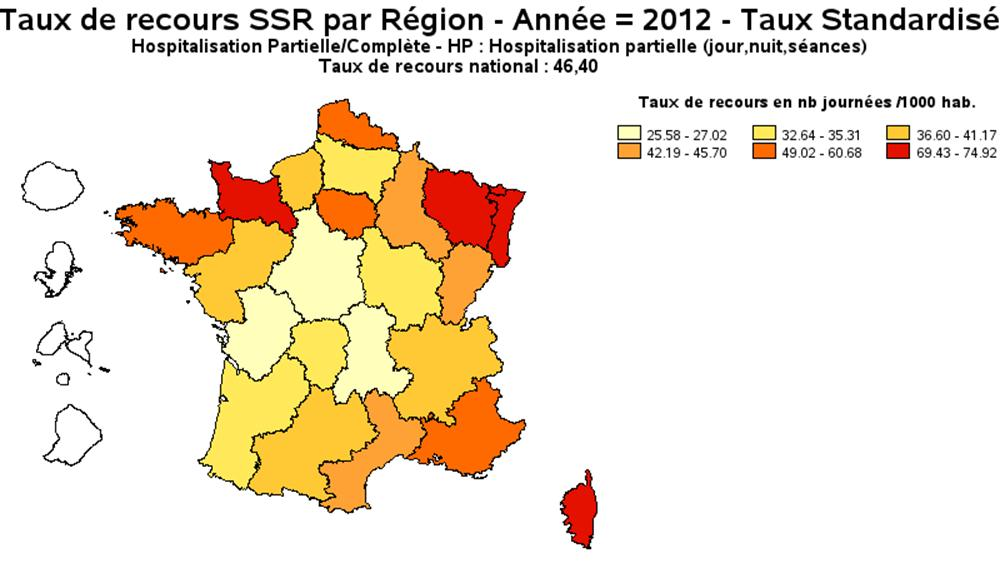 Taux de recours SSR par Région - Année = 2012 - Taux Standardisé
Hospitalisation Partielle/Complète - HP : Hospitalisation partielle (jour,nuit,séances)
Taux de recours national : 46,40
Taux de recours en nb journées /1000 hab.
25.58 - 27.02 32.64 - 35.31 36.60 - 41.17
42.19 - 45.70 49.02 - 60.68 69.43 - 74.92